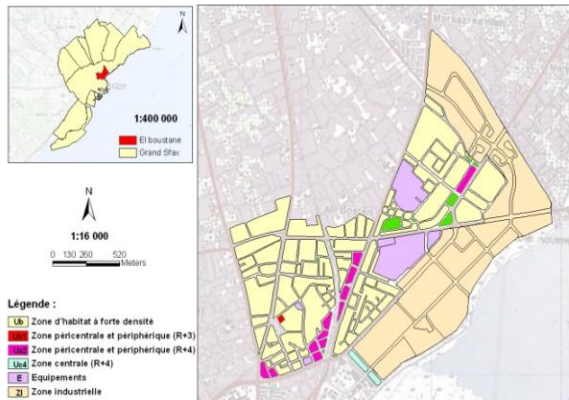 N
1:400 000
El boustane
Grand Sfax
N
1:16 000
0 130 260 520
Meters
Légende :
Ub Zone d'habitat à forte densité
Zone péricentrale et périphérique (R+3)
Zone péricentrale et périphérique (R+4)
Uc4 Zone centrale (R+4)
E Equipements
ZI Zone industrielle